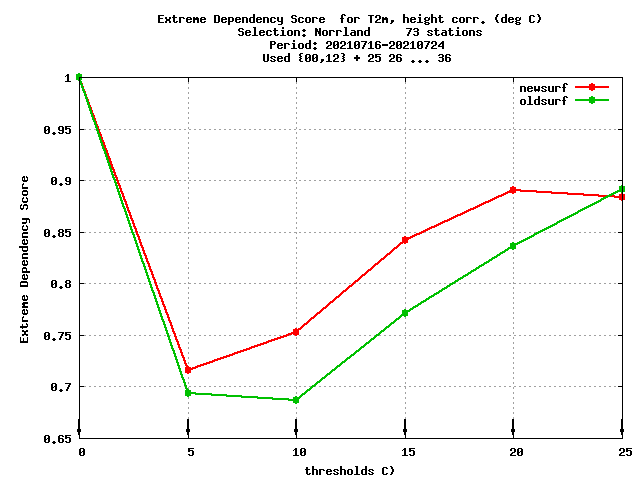 Extreme Dependency Score  for T2m, height corr. (deg C)
Selection: Norrland     73 stations
Period: 20210716-20210724
Used {00,12} + 25 26 ... 36
newsurf
oldsurf
Extreme Dependency Score
1
0.95
0.9
0.85
0.8
0.75
0.7
0.65
0 5 10 15 20 25
thresholds C)